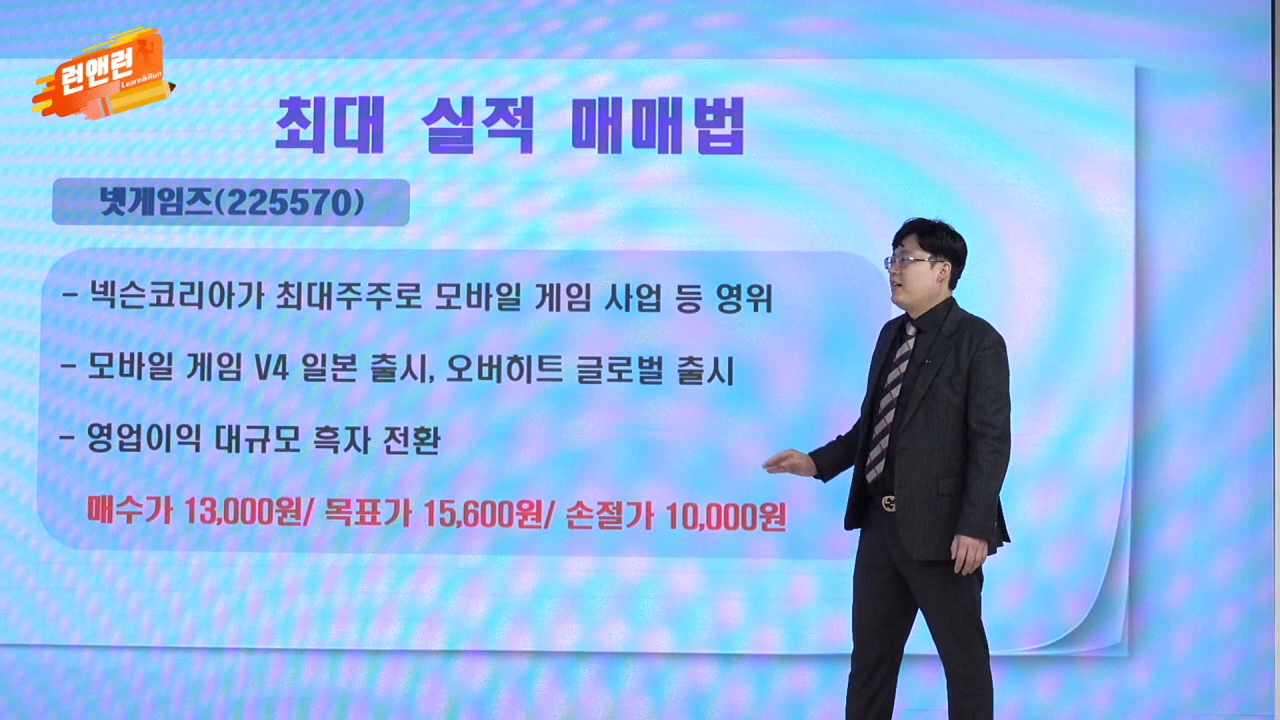 런앤런
Learn&Run
최대 실적 매매법
넷게임즈(225570)
- 넥슨코리아가 최대주주로 모바일 게임 사업 등 영위
- 모바일 게임 V4 일본 출시, 오버히트 글로벌 출시
- 영업이익 대규모 흑자 전환
매수가 13,000원/ 목표가 15,600원/ 손절가 10,000원